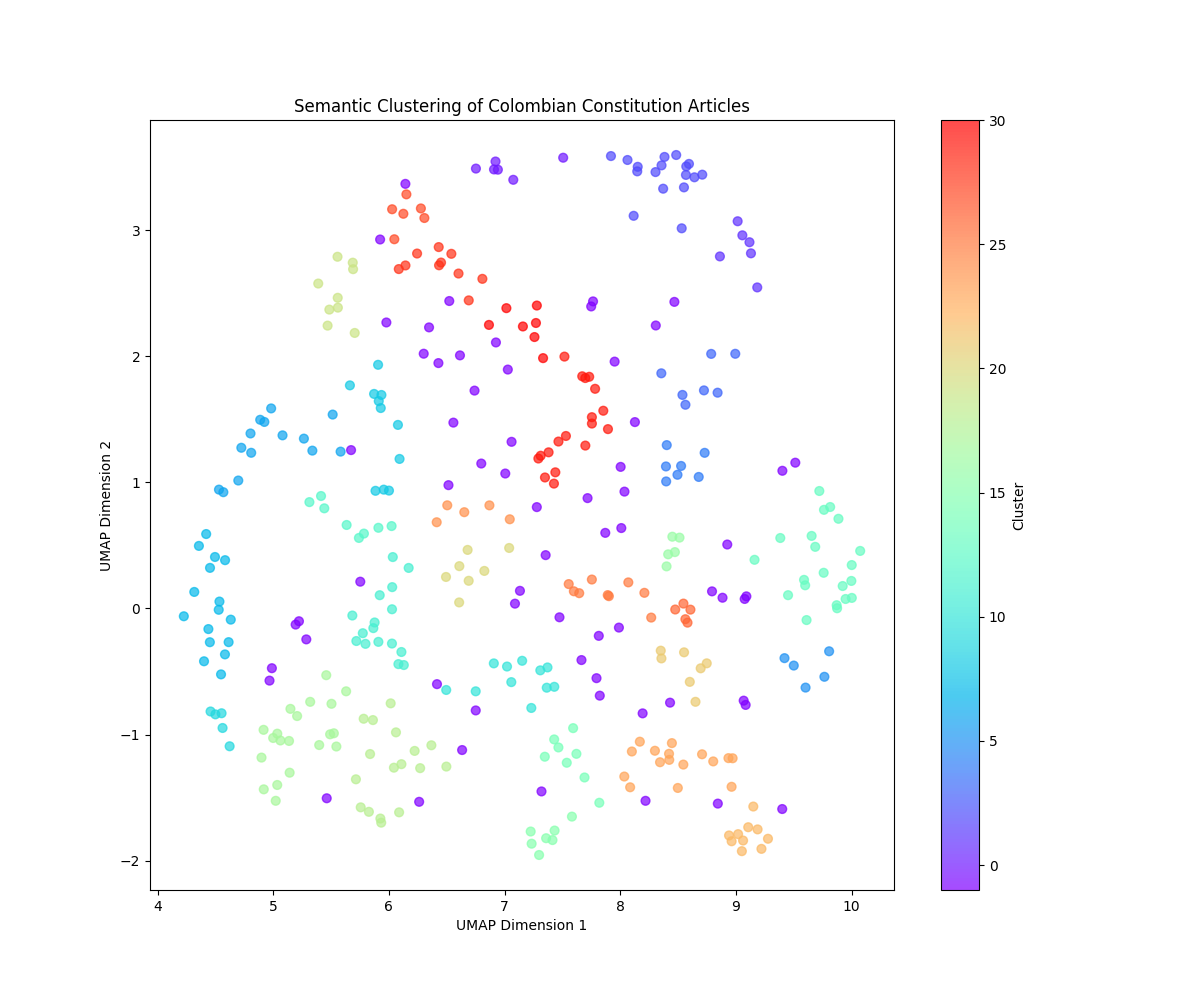 Semantic Clustering of Colombian Constitution Articles
30
25
20
15
10
5
0
Cluster
3
2
1
0
−1
−2
UMAP Dimension 2
4 5 6 7 8 9 10
UMAP Dimension 1